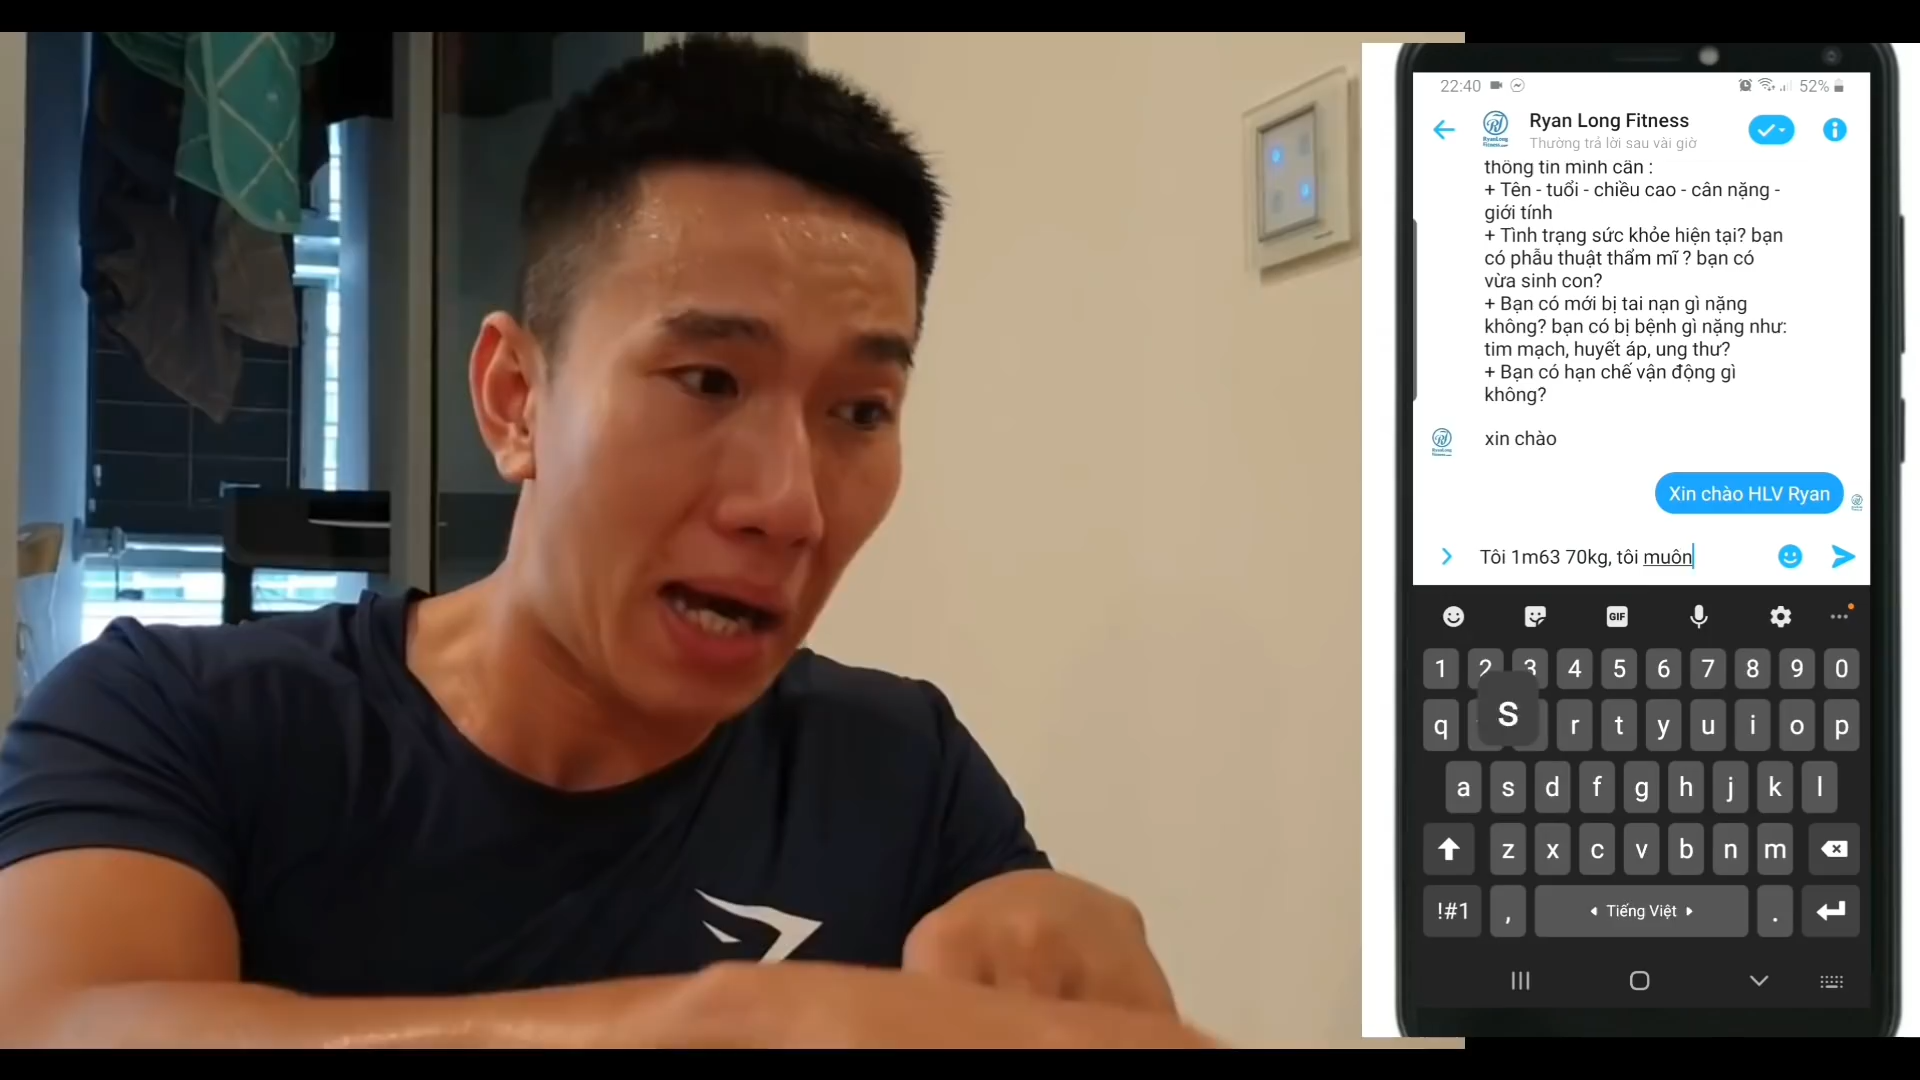 22:40
52%
Ryan Long Fitness
Thường trả lời sau vài giờ
thông tin mình cần :
+ Tên - tuổi - chiều cao - cân nặng -
giới tính
+ Tình trạng sức khỏe hiện tại? bạn
có phẫu thuật thẩm mĩ ? bạn có
vừa sinh con?
+ Bạn có mới bị tai nạn gì nặng
không? bạn có bị bệnh gì nặng như:
tim mạch, huyết áp, ung thư?
+ Bạn có hạn chế vận động gì
không?
xin chào
Xin chào HLV Ryan
Tôi 1m63 70kg, tôi muôn
GIF
1 2 3 4 5 6 7 8 9 0
S
q r t y u i o p
a s d f g h j k l
z x c v b n m
!#1 , Tiếng Việt .